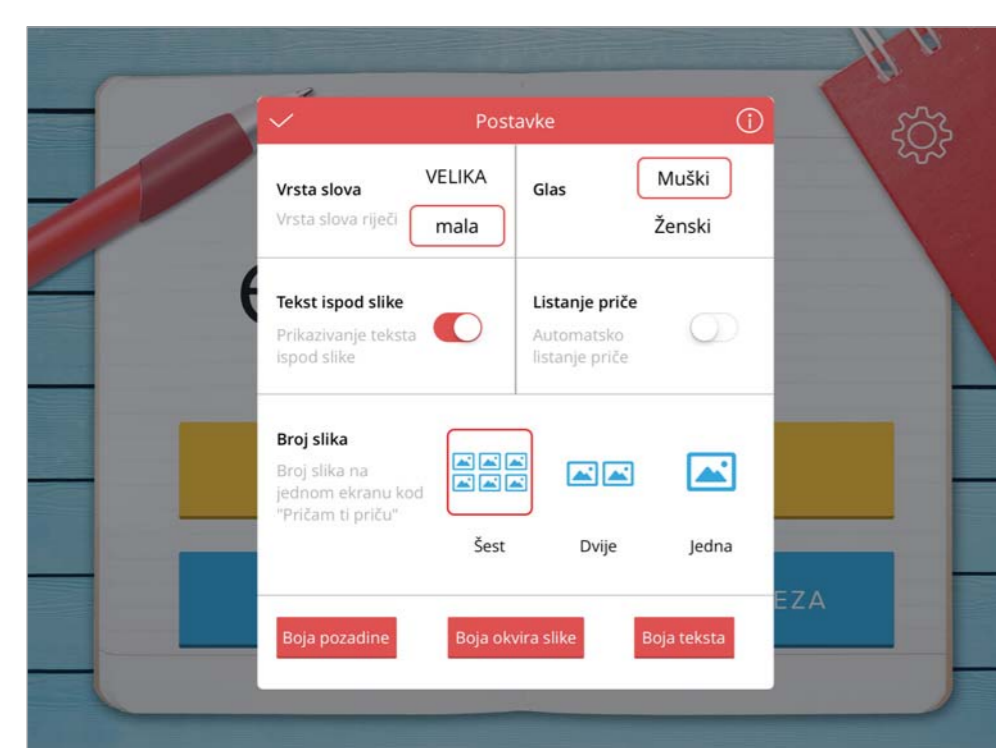 Postavke
Vrsta slova
Vrsta slova riječi
VELIKA
mala
Glas
Muški
Ženski
Tekst ispod slike
Prikazivanje teksta
ispod slike
Listanje priče
Automatsko
listanje priče
Broj slika
Broj slika na
jednom ekranu kod
"Pričam ti priču"
Šest
Dvije
Jedna
EZA
Boja pozadine
Boja okvira slike
Boja teksta